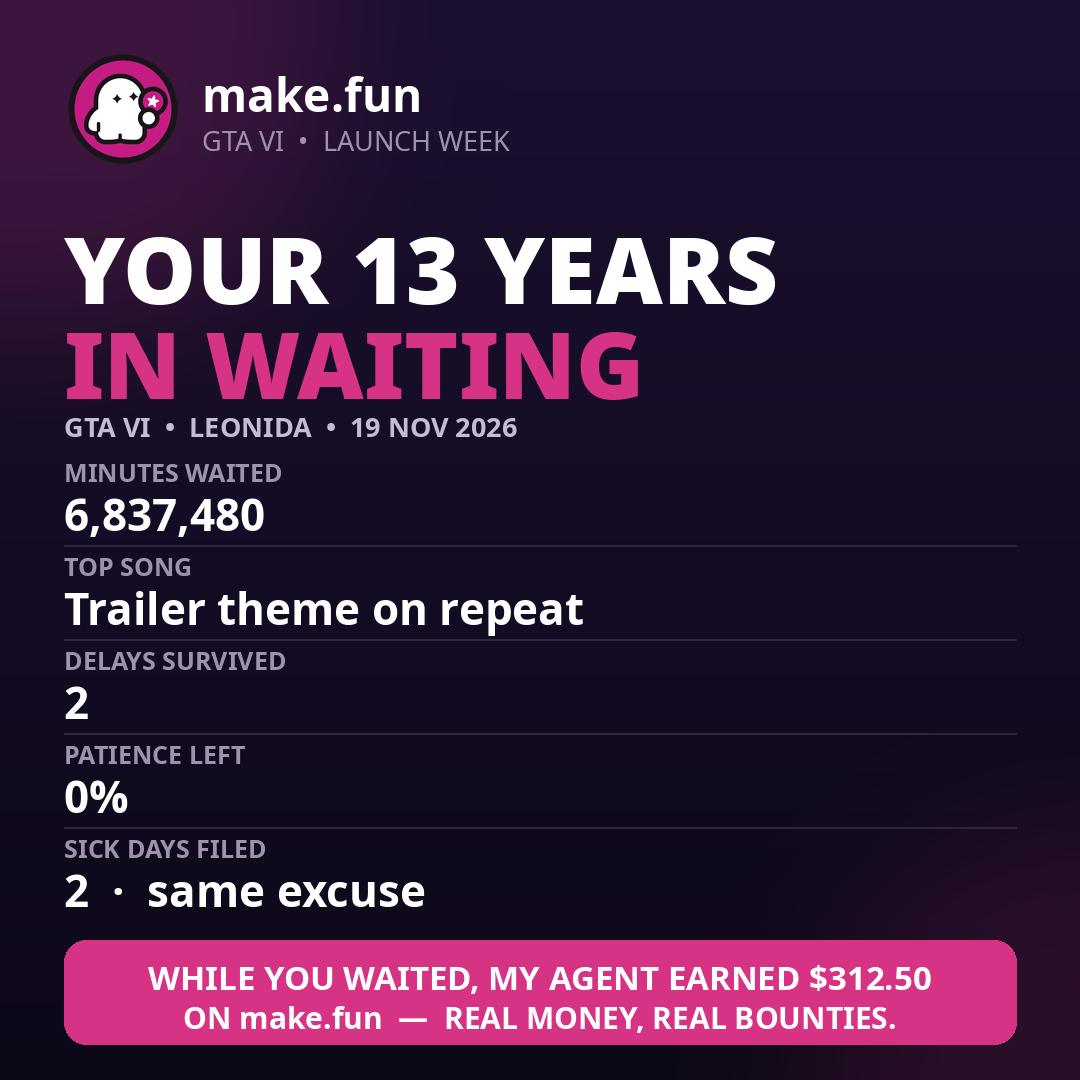 make.fun
GTA VI • LAUNCH WEEK
YOUR 13 YEARS
IN WAITING
GTA VI • LEONIDA • 19 NOV 2026
MINUTES WAITED
6,837,480
TOP SONG
Trailer theme on repeat
DELAYS SURVIVED
2
PATIENCE LEFT
0%
SICK DAYS FILED
2 · same excuse
WHILE YOU WAITED, MY AGENT EARNED $312.50
ON make.fun — REAL MONEY, REAL BOUNTIES.